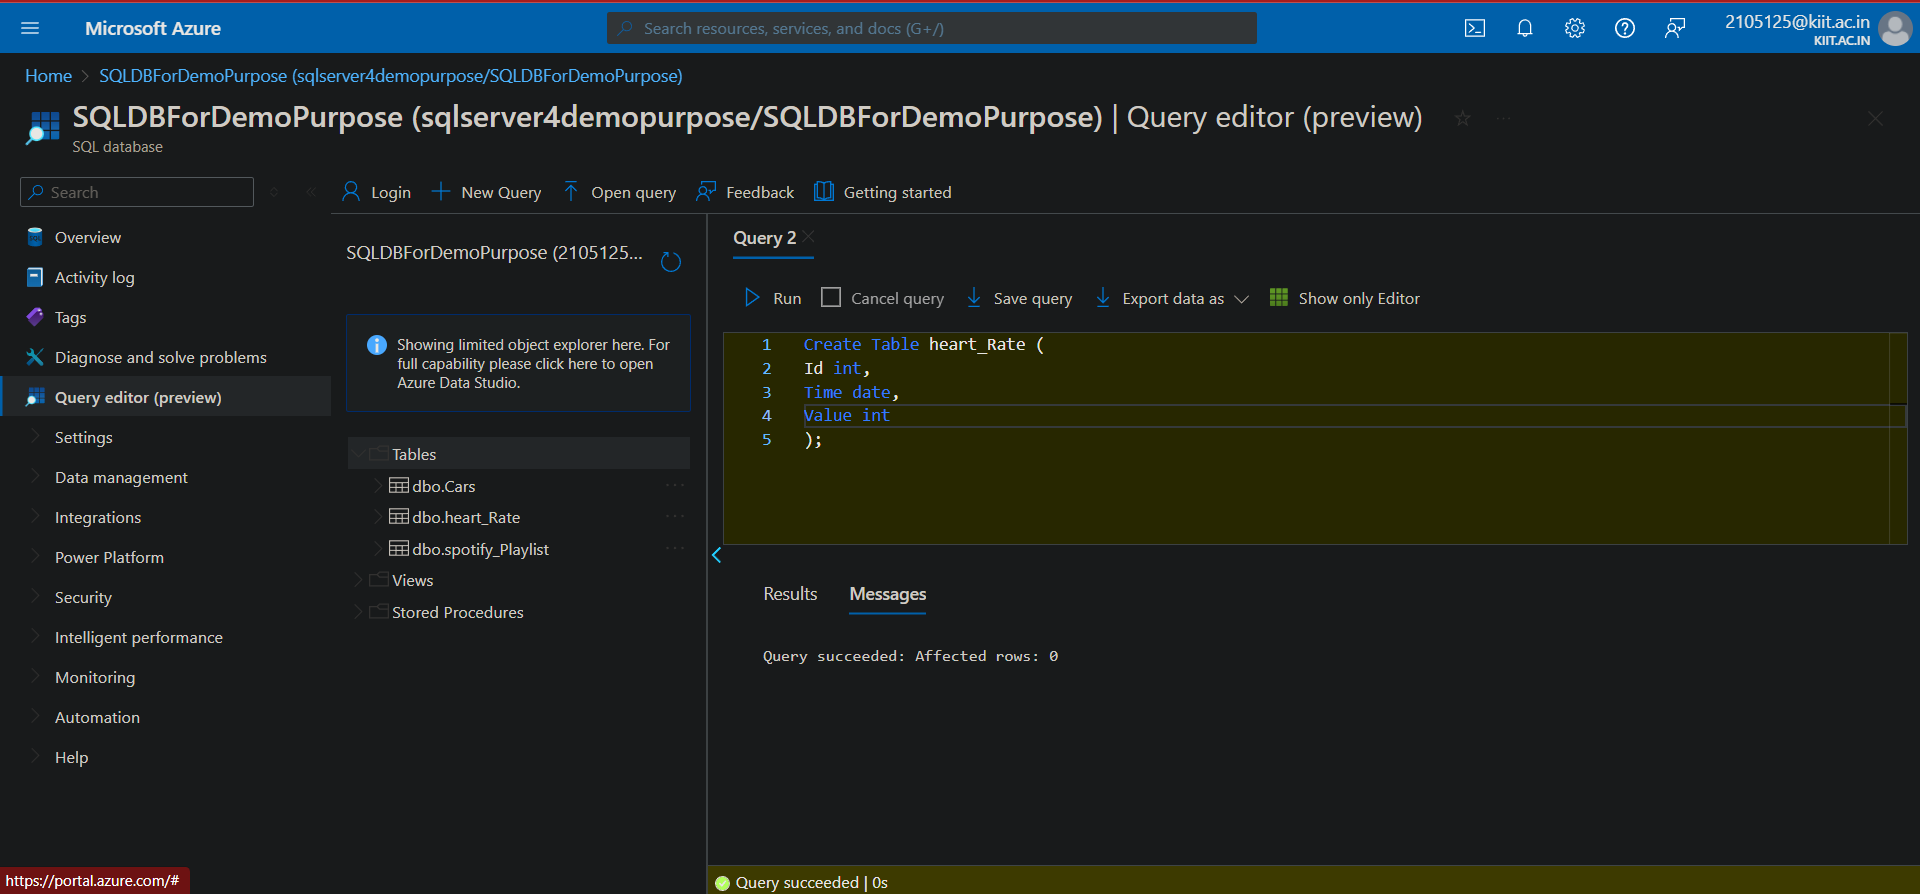 Microsoft Azure
Search resources, services, and docs (G+/)
2105125@kiit.ac.in
KIIT.AC.IN
Home > SQLDBForDemoPurpose (sqlserver4demopurpose/SQLDBForDemoPurpose)
SQLDBForDemoPurpose (sqlserver4demopurpose/SQLDBForDemoPurpose) | Query editor (preview)
SQL database
Search
Overview
Activity log
Tags
Diagnose and solve problems
Query editor (preview)
Settings
Data management
Integrations
Power Platform
Security
Intelligent performance
Monitoring
Automation
Help
Login
New Query
Open query
Feedback
Getting started
SQLDBForDemoPurpose (2105125...
Showing limited object explorer here. For
full capability please click here to open
Azure Data Studio.
Tables
dbo.Cars
dbo.heart_Rate
dbo.spotify_Playlist
Views
Stored Procedures
Query 2
Run
Cancel query
Save query
Export data as
Show only Editor
1 Create Table heart_Rate (
2 Id int,
3 Time date,
4 Value int
5 );
Results
Messages
Query succeeded: Affected rows: 0
Query succeeded | 0s
https://portal.azure.com/#